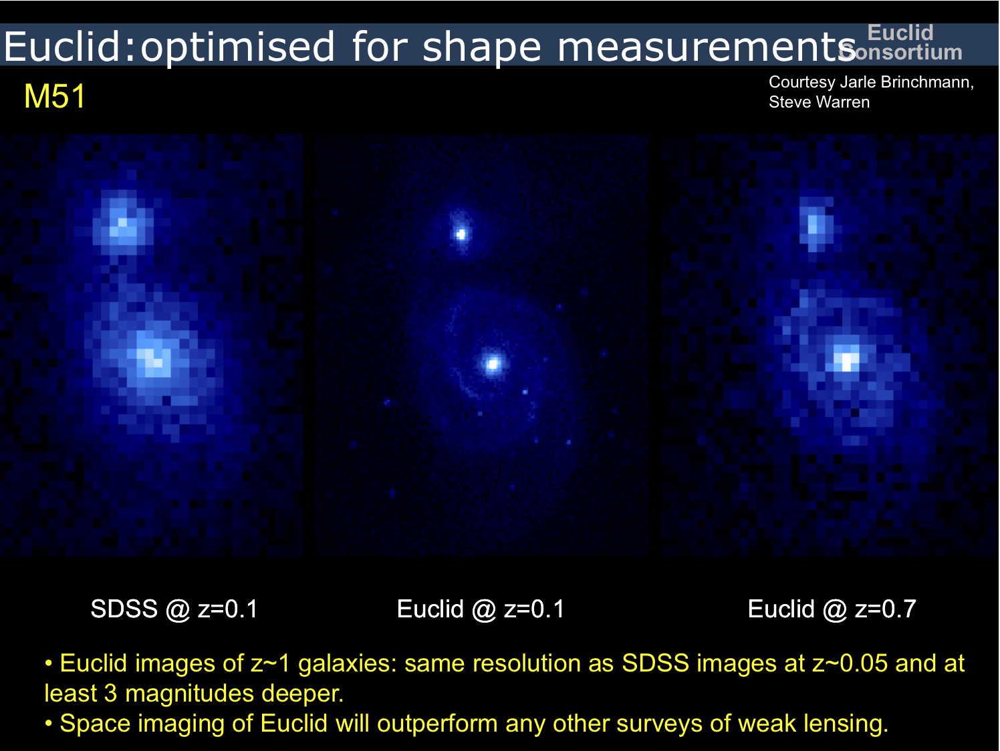 Euclid:optimised for shape measurements
Euclid
Consortium
M51
Courtesy Jarle Brinchmann,
Steve Warren
SDSS @ z=0.1
Euclid @ z=0.1
Euclid @ z=0.7
• Euclid images of z~1 galaxies: same resolution as SDSS images at z~0.05 and at
least 3 magnitudes deeper.
• Space imaging of Euclid will outperform any other surveys of weak lensing.